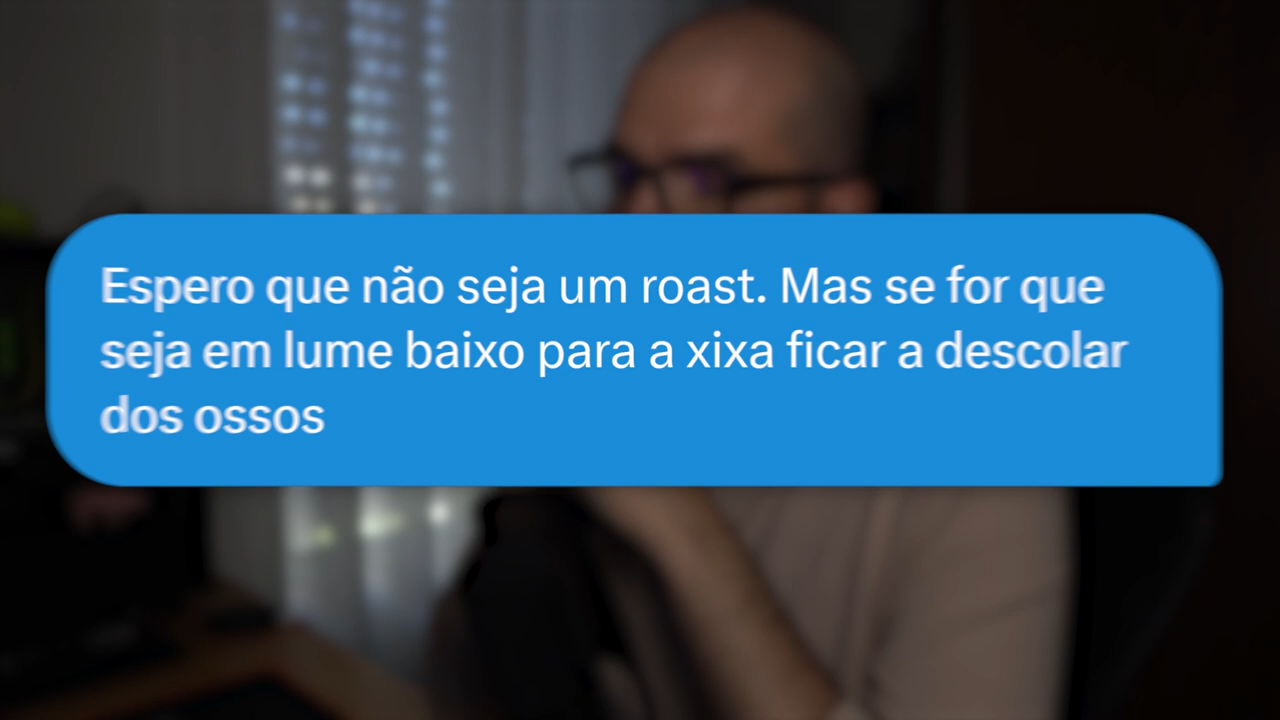 Espero que não seja um roast. Mas se for que
seja em lume baixo para a xixa ficar a descolar
dos ossos